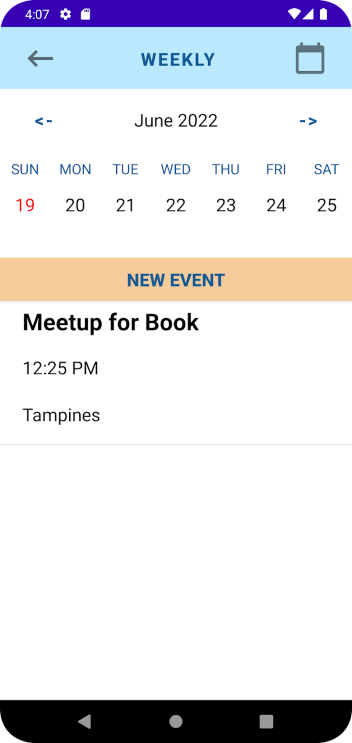 4:07
WEEKLY
<- June 2022 ->
SUN MON TUE WED THU FRI SAT
19 20 21 22 23 24 25
NEW EVENT
Meetup for Book
12:25 PM
Tampines